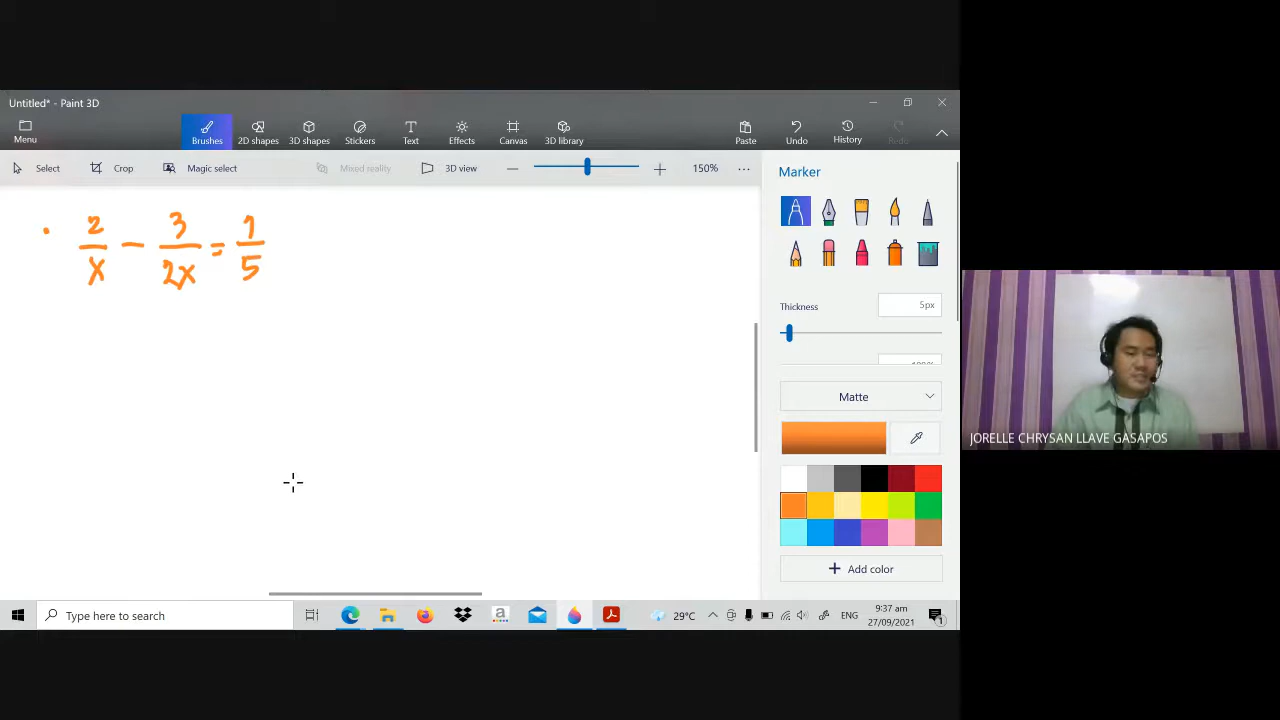 Untitled* - Paint 3D
Menu
Brushes
2D shapes
3D shapes
Stickers
Text
Effects
Canvas
3D library
Paste
Undo
History
Redo
Select
Crop
Magic select
Mixed reality
3D view
150%
Marker
. 2/x - 3/2x = 1/5
Thickness
5px
Matte
Add color
JORELLE CHRYSAN LLAVE GASAPOS
Type here to search
29°C
ENG
9:37 am
27/09/2021